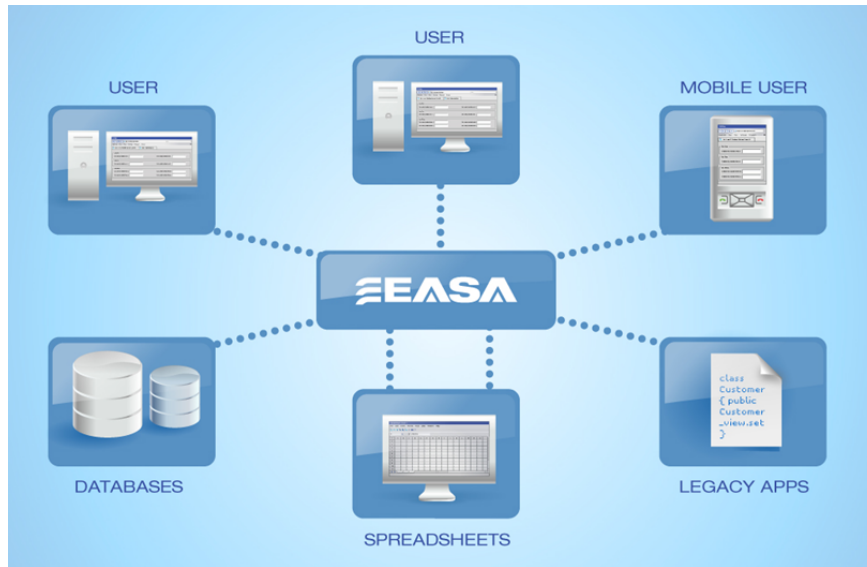 USER
USER
MOBILE USER
EASA
class
Customer
{ public
Customer
_view.set
}
DATABASES
LEGACY APPS
SPREADSHEETS